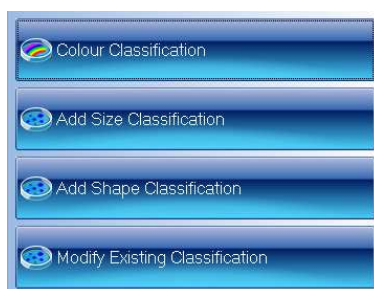 Colour Classification
Add Size Classification
Add Shape Classification
Modify Existing Classification